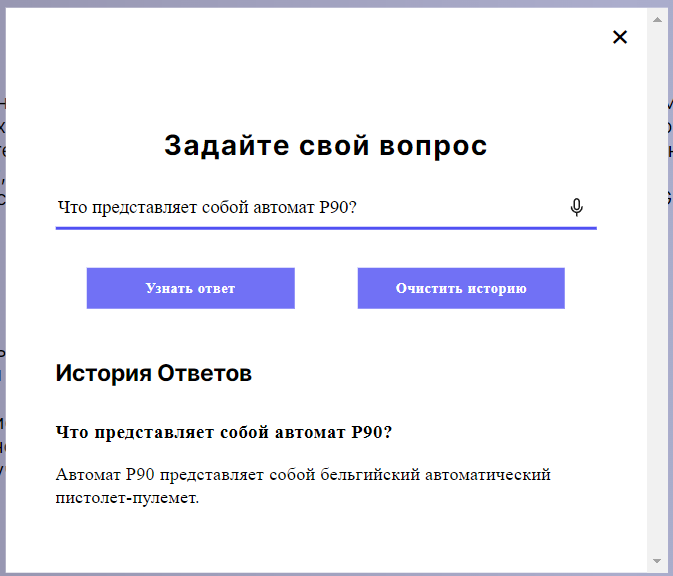 Задайте свой вопрос
Что представляет собой автомат P90?
Узнать ответ
Очистить историю
История Ответов
Что представляет собой автомат P90?
Автомат P90 представляет собой бельгийский автоматический
пистолет-пулемет.